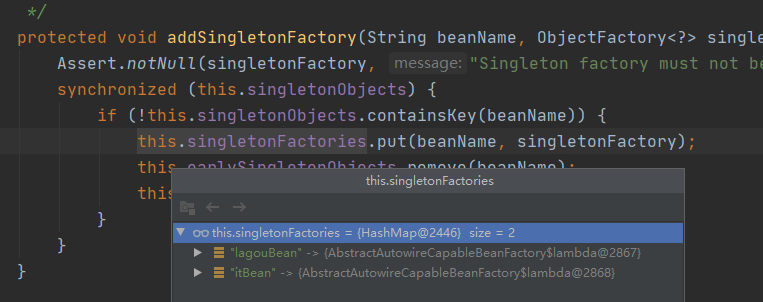 */
protected void addSingletonFactory(String beanName, ObjectFactory<?> single
Assert.notNull(singletonFactory, message: "Singleton factory must not be
synchronized (this.singletonObjects) {
if (!this.singletonObjects.containsKey(beanName)) {
this.singletonFactories.put(beanName, singletonFactory);
this.earlySingletonObjects.remove(beanName);
this
}
}
}
this.singletonFactories
this.singletonFactories = {HashMap@2446} size = 2
"lagouBean" -> {AbstractAutowireCapableBeanFactory$lambda@2867}
"itBean" -> {AbstractAutowireCapableBeanFactory$lambda@2868}